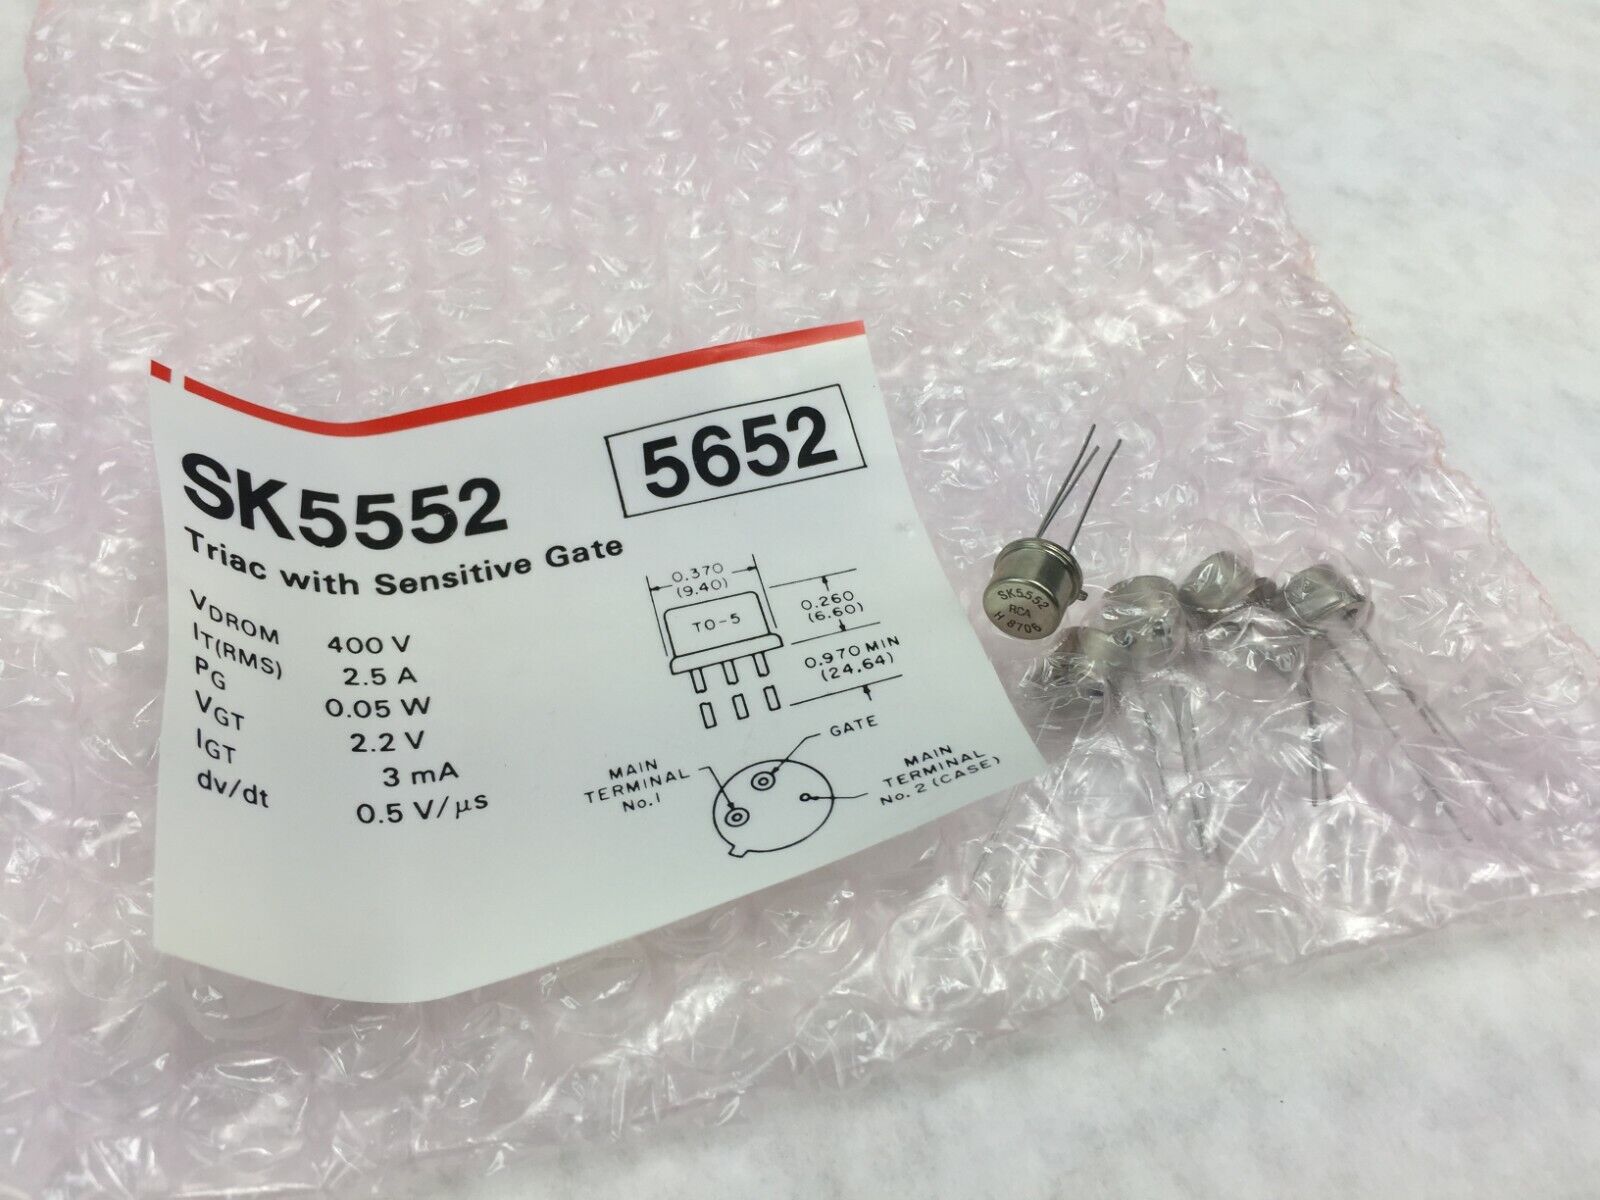 SK5552
5652
Triac with Sensitive Gate
VDROM 400 V
IT(RMS) 2.5 A
PG 0.05 W
VGT 2.2 V
IGT 3 mA
dv/dt 0.5 V/μs
0.370
(9.40)
TO-5
0.260
(6.60)
0.970 MIN
(24.64)
GATE
MAIN
TERMINAL
No.1
MAIN
TERMINAL
No. 2 (CASE)
SK5552
RCA
H 8706